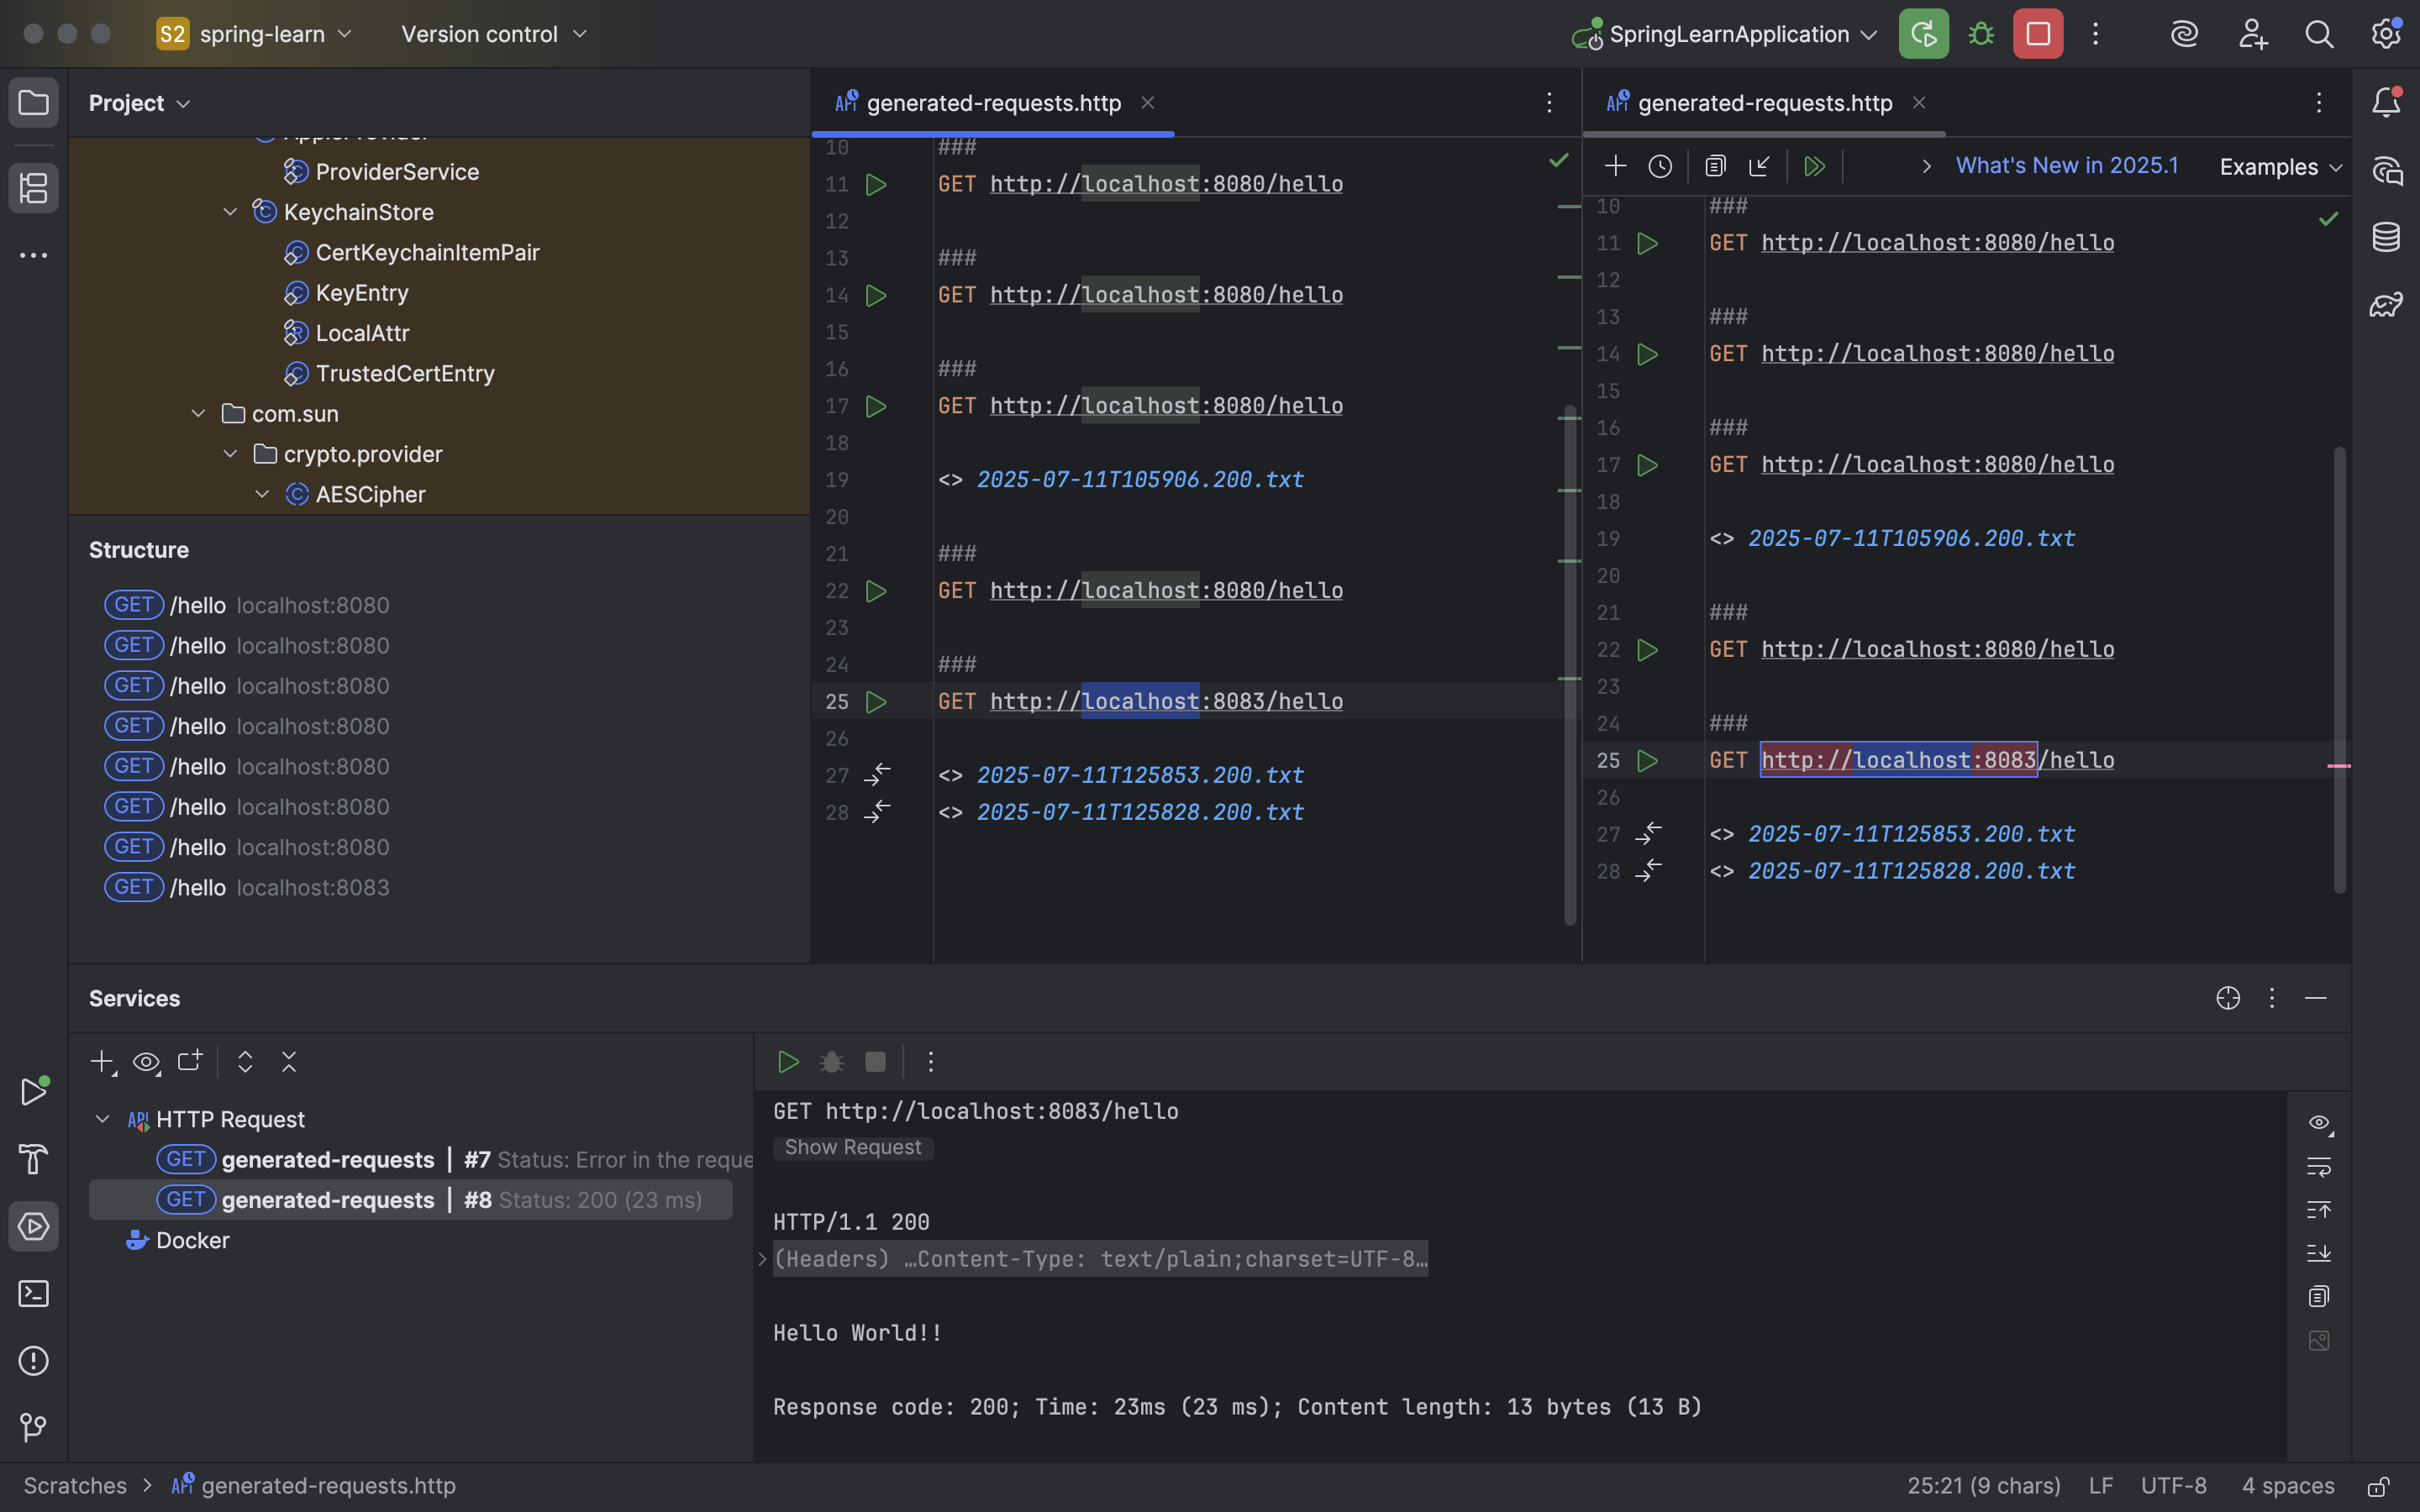 S2 spring-learn Version control SpringLearnApplication
Project
ProviderService
KeychainStore
CertKeychainItemPair
KeyEntry
LocalAttr
TrustedCertEntry
com.sun
crypto.provider
AESCipher
Structure
GET /hello localhost:8080
GET /hello localhost:8080
GET /hello localhost:8080
GET /hello localhost:8080
GET /hello localhost:8080
GET /hello localhost:8080
GET /hello localhost:8080
GET /hello localhost:8083
API generated-requests.http
10 ###
11 GET http://localhost:8080/hello
12
13 ###
14 GET http://localhost:8080/hello
15
16 ###
17 GET http://localhost:8080/hello
18
19 <> 2025-07-11T105906.200.txt
20
21 ###
22 GET http://localhost:8080/hello
23
24 ###
25 GET http://localhost:8083/hello
26
27 <> 2025-07-11T125853.200.txt
28 <> 2025-07-11T125828.200.txt
API generated-requests.http
What's New in 2025.1 Examples
10 ###
11 GET http://localhost:8080/hello
12
13 ###
14 GET http://localhost:8080/hello
15
16 ###
17 GET http://localhost:8080/hello
18
19 <> 2025-07-11T105906.200.txt
20
21 ###
22 GET http://localhost:8080/hello
23
24 ###
25 GET http://localhost:8083/hello
26
27 <> 2025-07-11T125853.200.txt
28 <> 2025-07-11T125828.200.txt
Services
API HTTP Request
GET generated-requests | #7 Status: Error in the reque
GET generated-requests | #8 Status: 200 (23 ms)
Docker
GET http://localhost:8083/hello
Show Request
HTTP/1.1 200
(Headers) …Content-Type: text/plain;charset=UTF-8…
Hello World!!
Response code: 200; Time: 23ms (23 ms); Content length: 13 bytes (13 B)
Scratches > API generated-requests.http 25:21 (9 chars) LF UTF-8 4 spaces